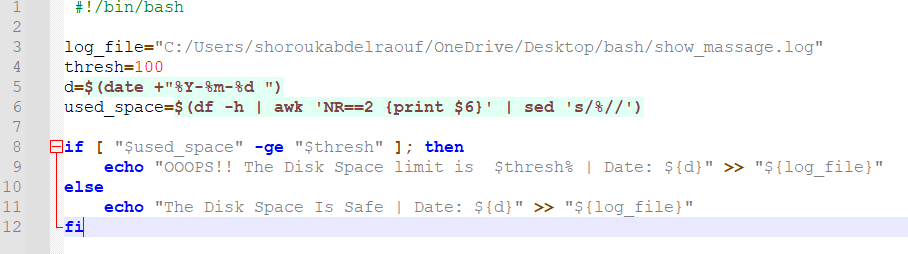 1 #!/bin/bash
2
3 log_file="C:/Users/shoroukabdelraouf/OneDrive/Desktop/bash/show_massage.log"
4 thresh=100
5 d=$(date +"%Y-%m-%d ")
6 used_space=$(df -h | awk 'NR==2 {print $6}' | sed 's/%//')
7
8 if [ "$used_space" -ge "$thresh" ]; then
9 echo "OOOPS!! The Disk Space limit is  $thresh% | Date: ${d}" >> "${log_file}"
10 else
11 echo "The Disk Space Is Safe | Date: ${d}" >> "${log_file}"
12 fi